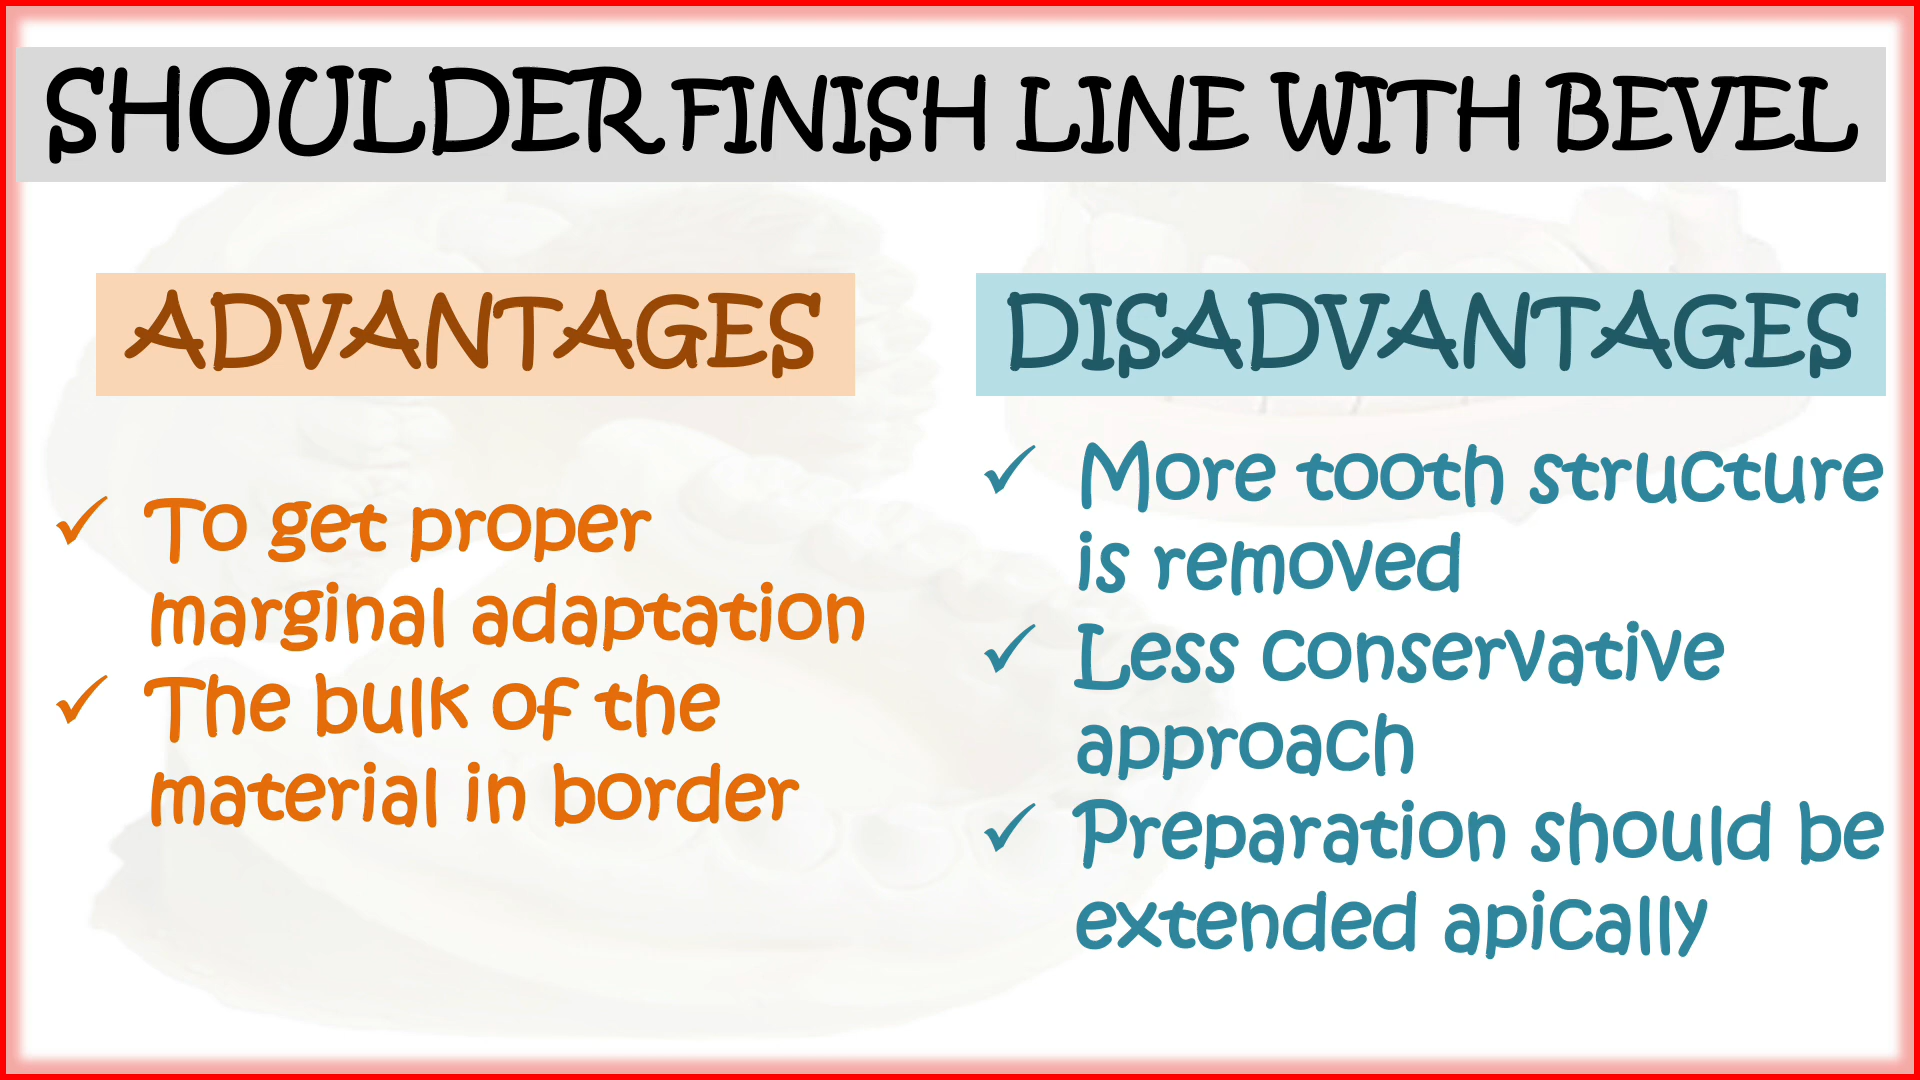 SHOULDER FINISH LINE WITH BEVEL
ADVANTAGES
✓ To get proper
marginal adaptation
✓ The bulk of the
material in border
DISADVANTAGES
✓ More tooth structure
is removed
✓ Less conservative
approach
✓ Preparation should be
extended apically